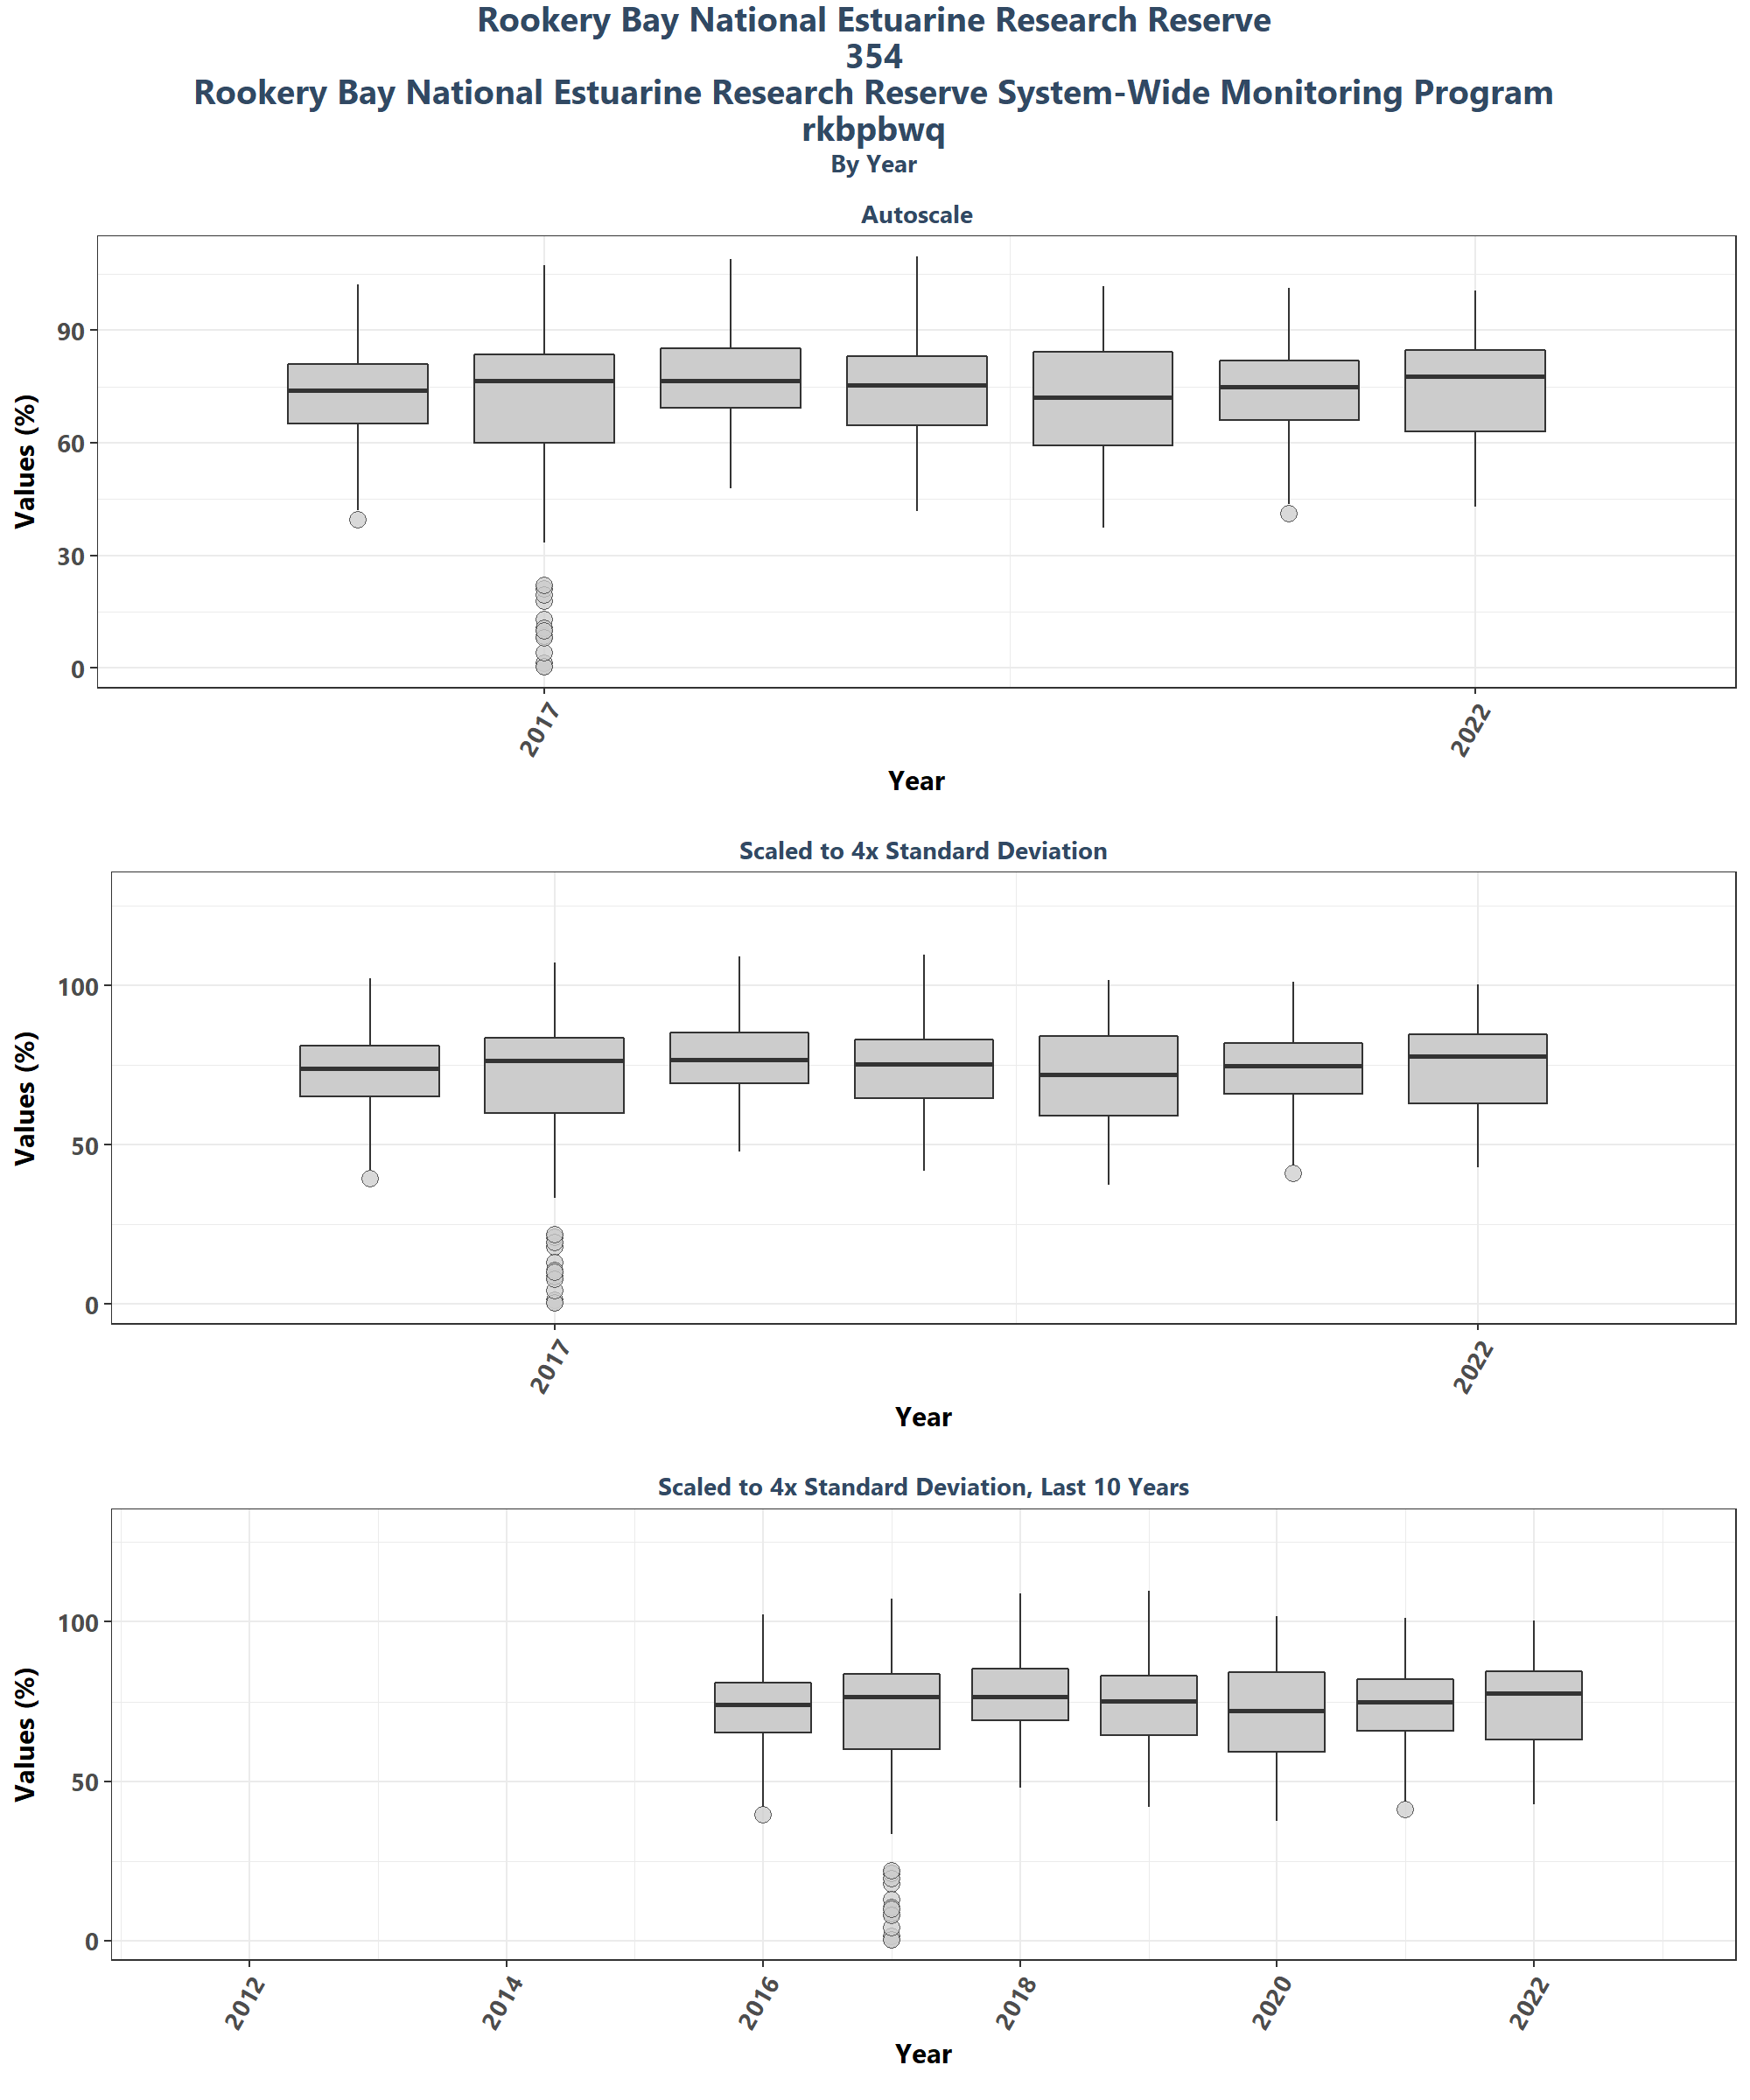 Rookery Bay National Estuarine Research Reserve
354
Rookery Bay National Estuarine Research Reserve System-Wide Monitoring Program
rkbpbwq
By Year
Autoscale
Values (%)
90
60
30
0
2017
2022
Year
Scaled to 4x Standard Deviation
Values (%)
100
50
0
2017
2022
Year
Scaled to 4x Standard Deviation, Last 10 Years
Values (%)
100
50
0
2012
2014
2016
2018
2020
2022
Year